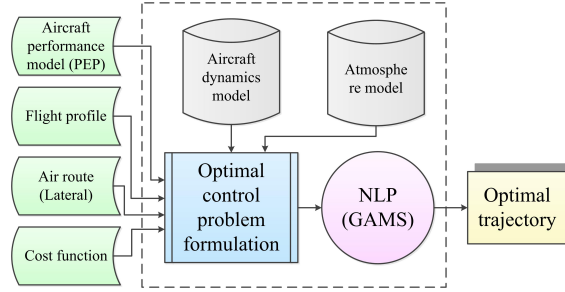 Aircraft
performance
model (PEP)
Flight profile
Air route
(Lateral)
Cost function
Aircraft
dynamics
model
Atmosphe
re model
Optimal
control
problem
formulation
NLP
(GAMS)
Optimal
trajectory